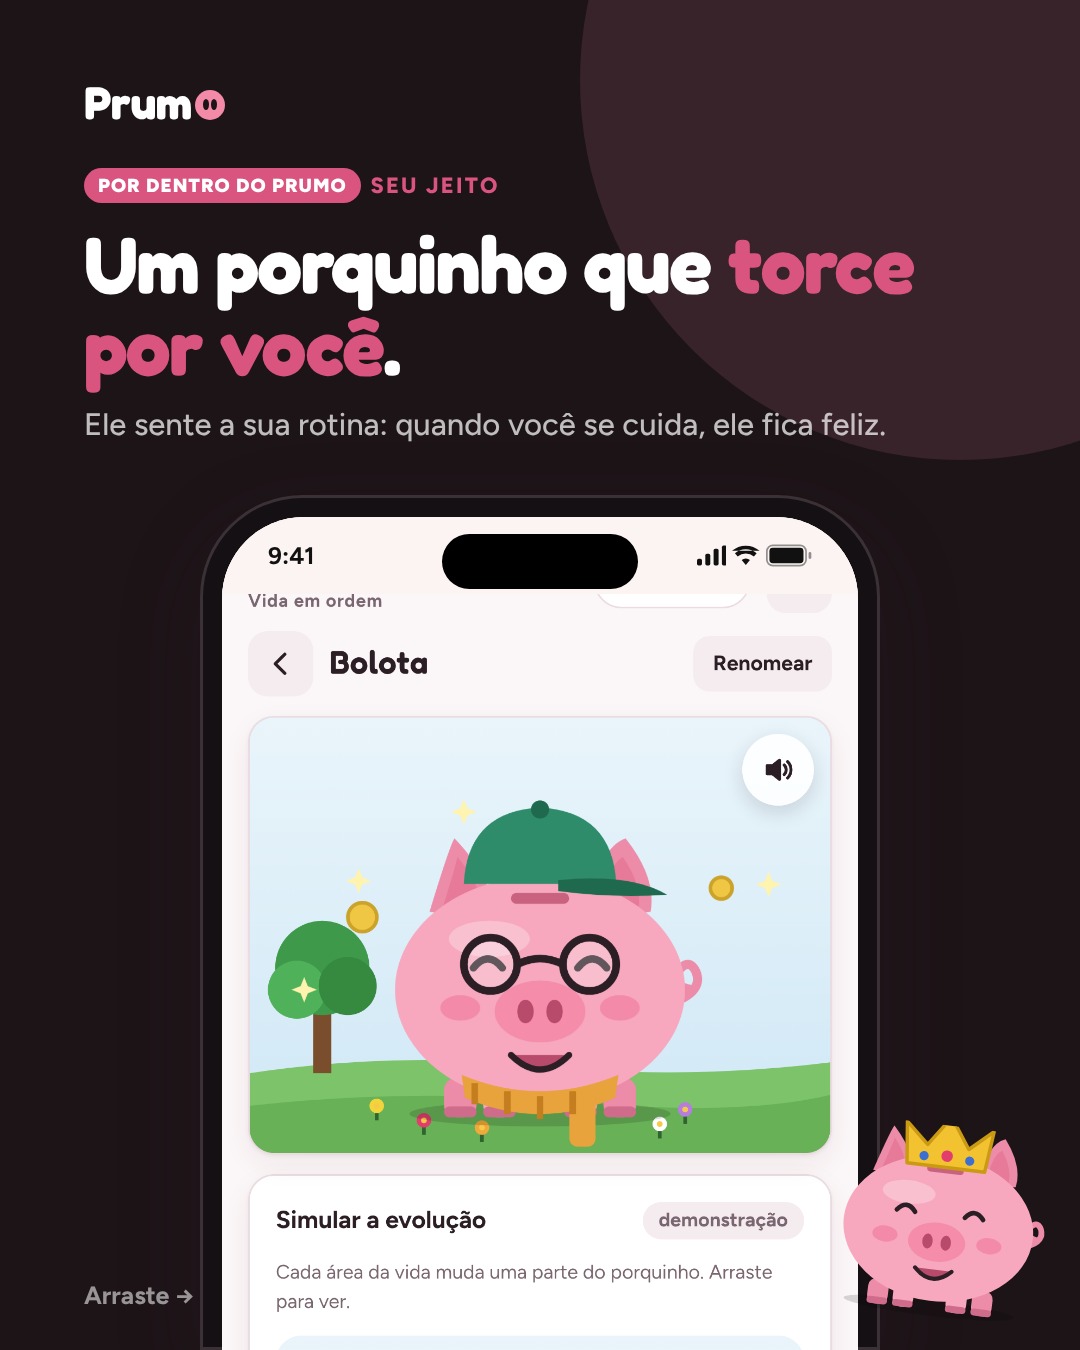 Prumo
POR DENTRO DO PRUMO SEU JEITO
Um porquinho que torce
por você.
Ele sente a sua rotina: quando você se cuida, ele fica feliz.
9:41
Vida em ordem
Bolota
Renomear
Simular a evolução
demonstração
Cada área da vida muda uma parte do porquinho. Arraste
para ver.
Arraste →